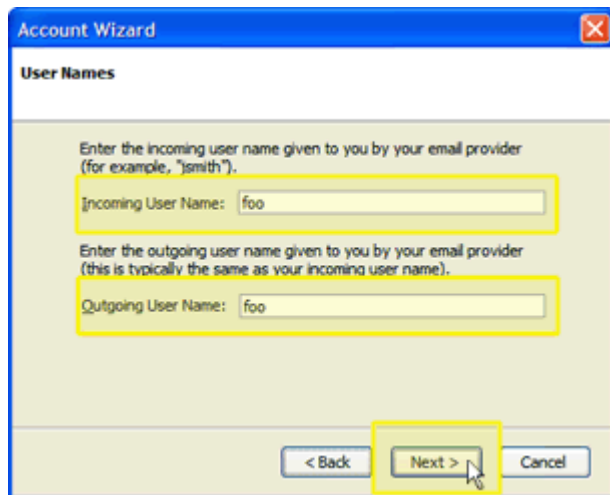 Account Wizard
User Names
Enter the incoming user name given to you by your email provider
(for example, "jsmith").
Incoming User Name: foo
Enter the outgoing user name given to you by your email provider
(this is typically the same as your incoming user name).
Outgoing User Name: foo
< Back Next > Cancel